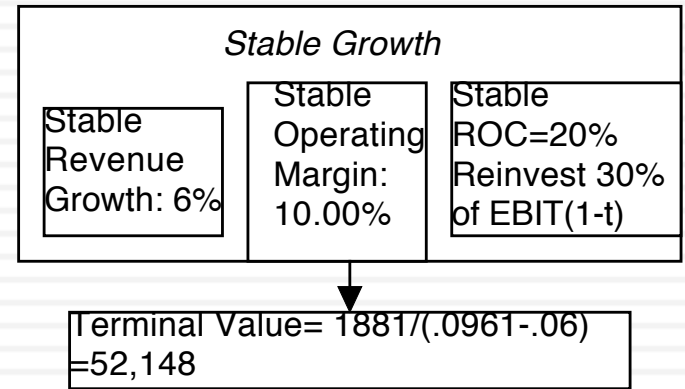 Stable Growth
Stable
Revenue
Growth: 6%
Stable
Operating
Margin:
10.00%
Stable
ROC=20%
Reinvest 30%
of EBIT(1-t)
Terminal Value= 1881/(.0961-.06)
=52,148